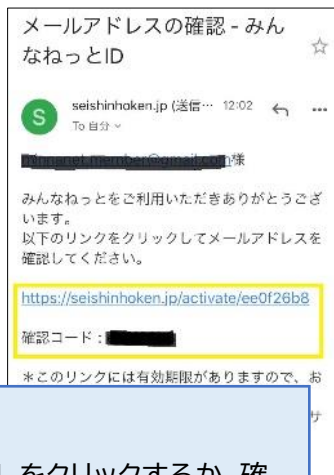 メールアドレスの確認 - みん
なねっとID
S
seishinhoken.jp (送信… 12:02
To 自分
様
みんなねっとをご利用いただきありがとうござ
います。
以下のリンクをクリックしてメールアドレスを
確認してください。
https://seishinhoken.jp/activate/ee0f26b8
確認コード：
＊このリンクには有効期限がありますので、お
サ
をクリックするか、確